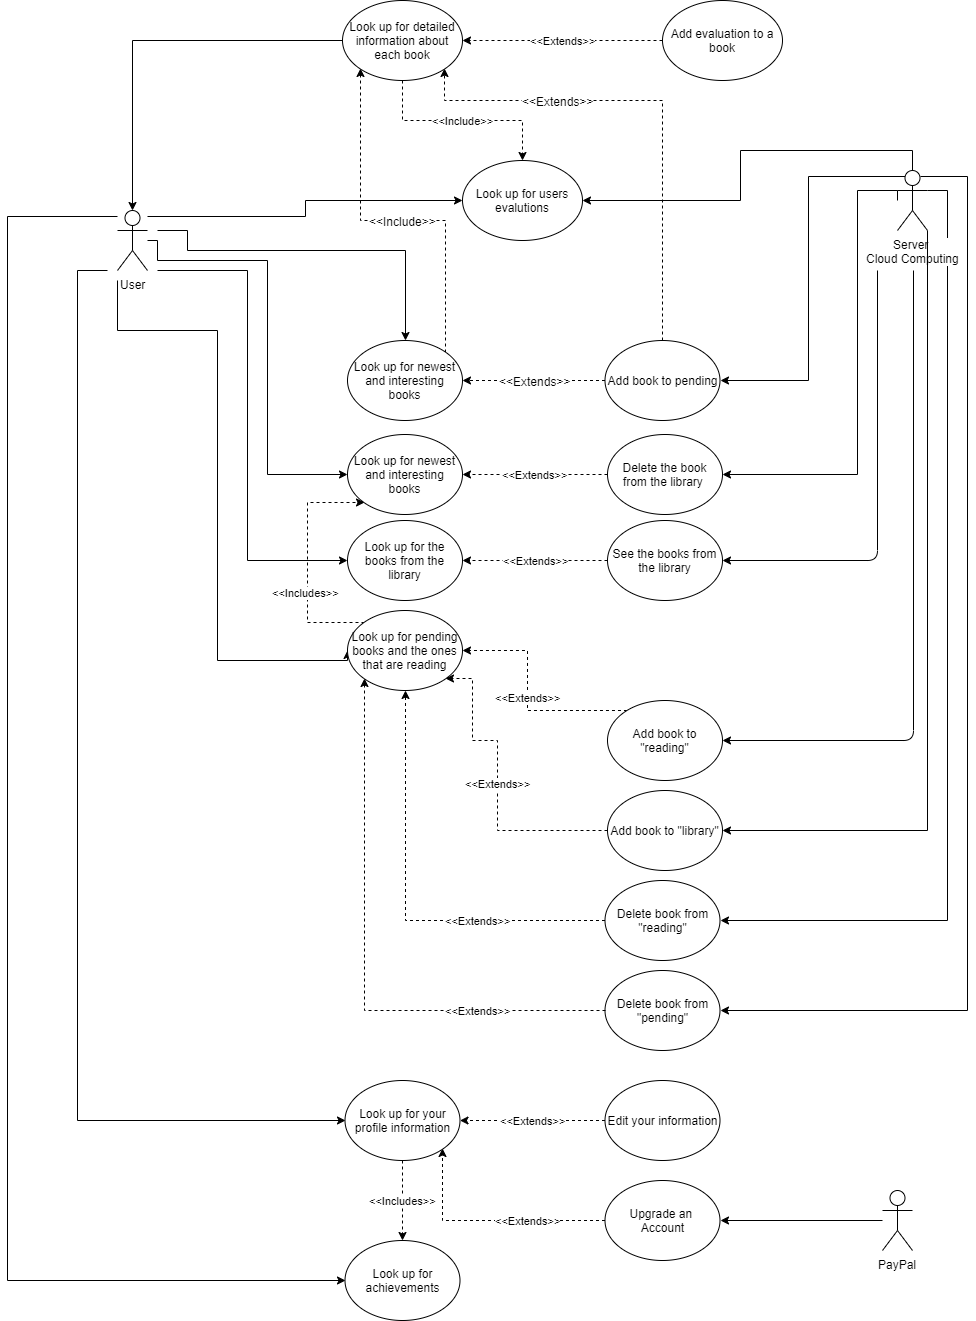 Look up for detailed
information about
each book
<<Extends>>
Add evaluation to a
book
<<Extends>>
<<Include>>
Look up for users
evalutions
<<Include>>
User
Server
Cloud Computing
Look up for newest
and interesting
books
<<Extends>>
Add book to pending
Look up for newest
and interesting
books
<<Extends>>
Delete the book
from the library
Look up for the
books from the
library
<<Extends>>
See the books from
the library
<<Includes>>
Look up for pending
books and the ones
that are reading
<<Extends>>
Add book to
"reading"
<<Extends>>
Add book to "library"
<<Extends>>
Delete book from
"reading"
<<Extends>>
Delete book from
"pending"
Look up for your
profile information
<<Extends>>
Edit your information
<<Includes>>
<<Extends>>
Upgrade an
Account
PayPal
Look up for
achievements